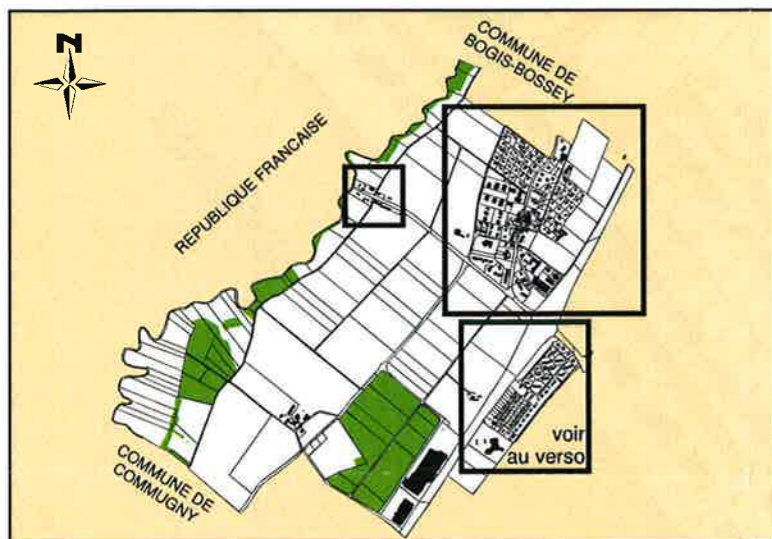 N
COMMUNE DE
BOGIS-BOSSEY
REPUBLIQUE FRANCAISE
voir
au verso
COMMUNE DE
COMMUGNY